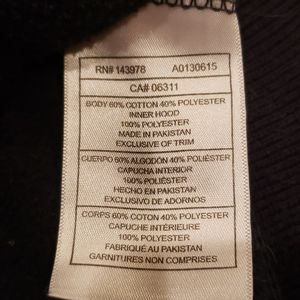 RN# 143978 A0130615
CA# 06311
BODY 60% COTTON 40% POLYESTER
INNER HOOD
100% POLYESTER
MADE IN PAKISTAN
EXCLUSIVE OF TRIM
CUERPO 60% ALGODÓN 40% POLIÉSTER
CAPUCHA INTERIOR
100% POLIÉSTER
HECHO EN PAKISTAN
EXCLUSIVO DE ADORNOS
CORPS 60% COTON 40% POLYESTER
CAPUCHE INTÉRIEURE
100% POLYESTER
FABRIQUÉ AU PAKISTAN
GARNITURES NON COMPRISES